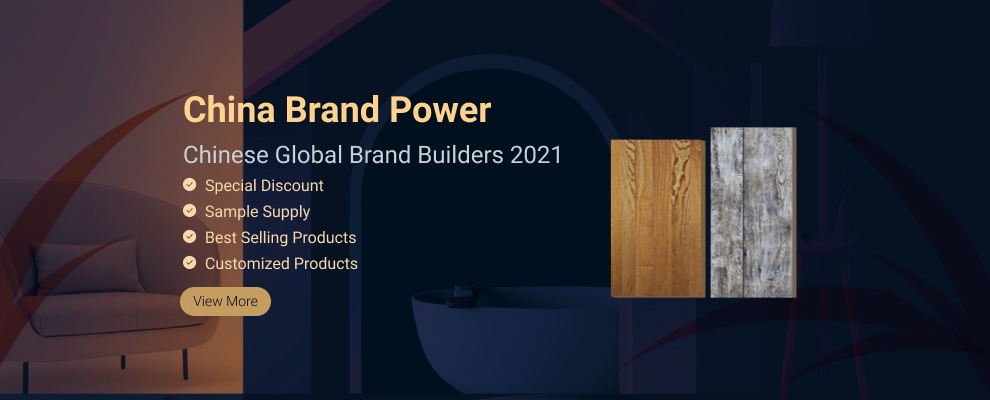 China Brand Power
Chinese Global Brand Builders 2021
Special Discount
Sample Supply
Best Selling Products
Customized Products
View More